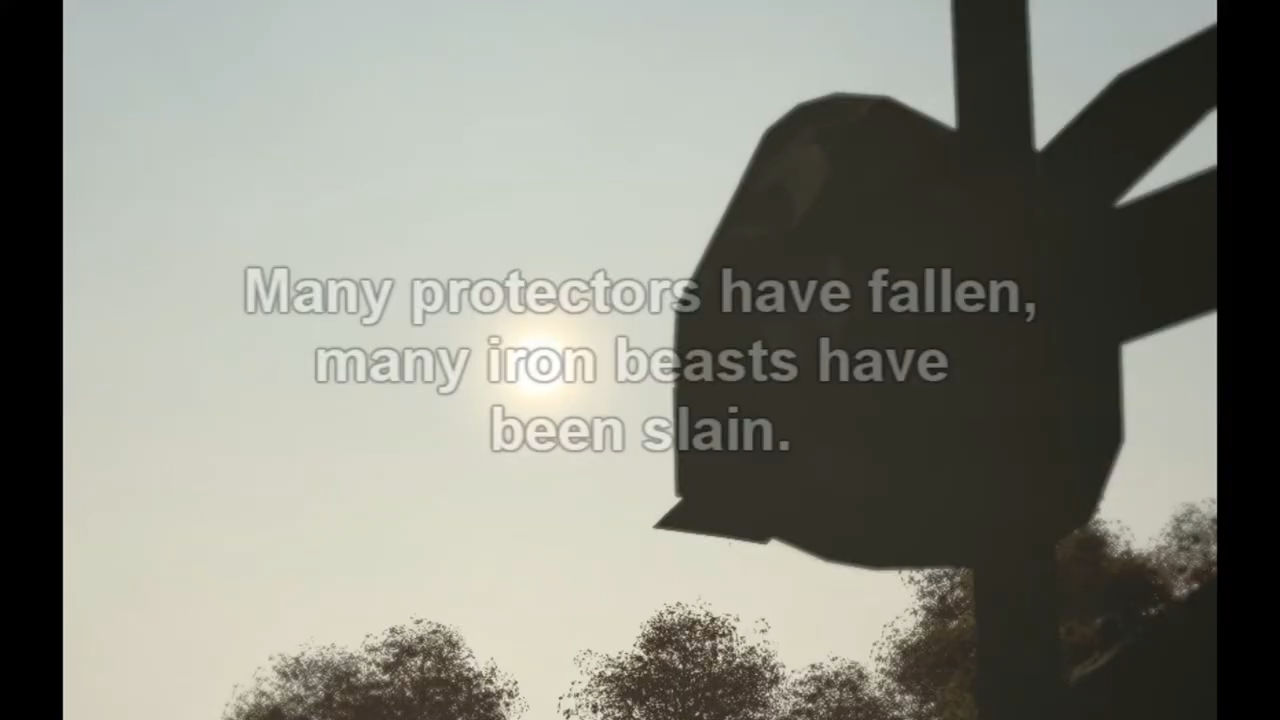 Many protectors have fallen,
many iron beasts have
been slain.